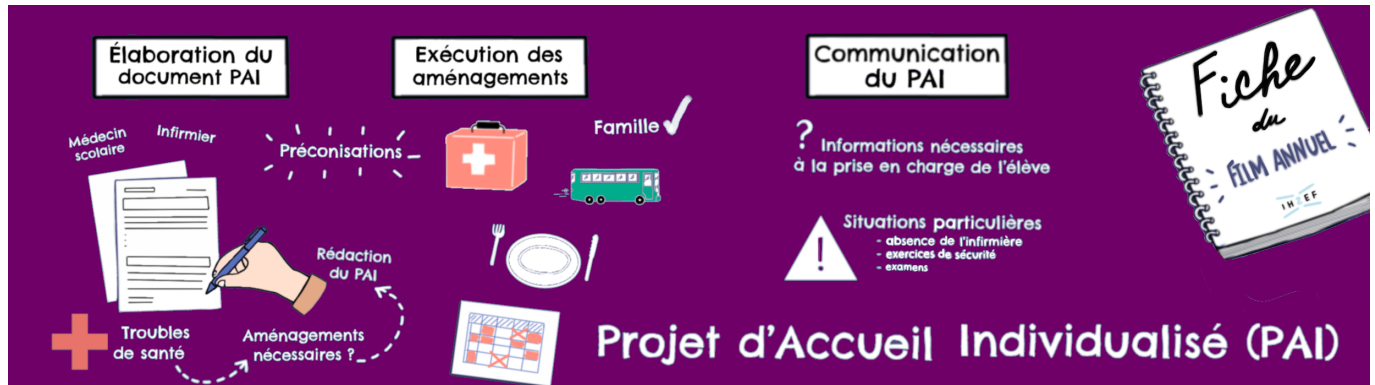 Élaboration du
document PAI
Médecin
scolaire
Infirmier
Préconisations
Rédaction
du PAI
Troubles
de santé
Aménagements
nécessaires ?
Exécution des
aménagements
Famille
Communication
du PAI
? Informations nécessaires
à la prise en charge de l'élève
!
Situations particulières
- absence de l'infirmière
- exercices de sécurité
- examens
Fiche
du
FILM ANNUEL
IH2EF
Projet d'Accueil Individualisé (PAI)